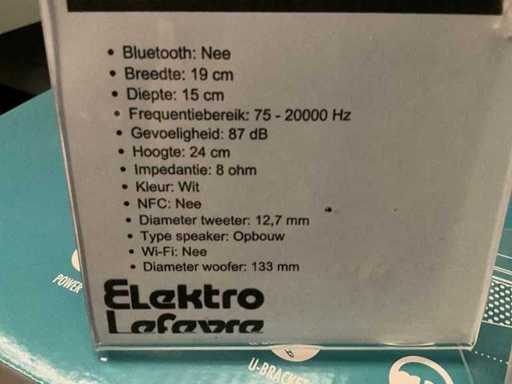 • Bluetooth: Nee
• Breedte: 19 cm
• Diepte: 15 cm
• Frequentiebereik: 75 - 20000 Hz
• Gevoeligheid: 87 dB
• Hoogte: 24 cm
• Impedantie: 8 ohm
• Kleur: Wit
• NFC: Nee
• Diameter tweeter: 12,7 mm
• Type speaker: Opbouw
• Wi-Fi: Nee
• Diameter woofer: 133 mm
ELektro
Lefevre
POWER
U-BRACKE